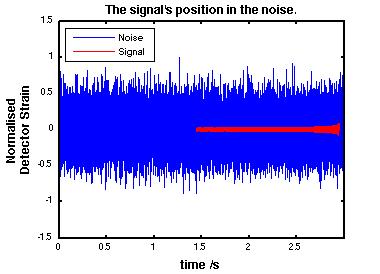 The signal's position in the noise.
1.5
Noise
Signal
1
0.5
0
-0.5
-1
-1.5
Normalised
Detector Strain
0 0.5 1 1.5 2 2.5
time /s